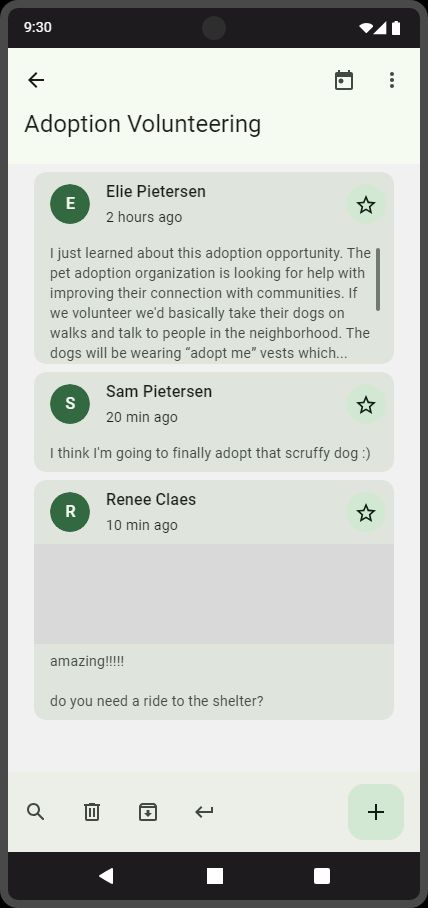 9:30
Adoption Volunteering
E
Elie Pietersen
2 hours ago
I just learned about this adoption opportunity. The
pet adoption organization is looking for help with
improving their connection with communities. If
we volunteer we'd basically take their dogs on
walks and talk to people in the neighborhood. The
dogs will be wearing “adopt me” vests which...
S
Sam Pietersen
20 min ago
I think I'm going to finally adopt that scruffy dog :)
R
Renee Claes
10 min ago
amazing!!!!!
do you need a ride to the shelter?